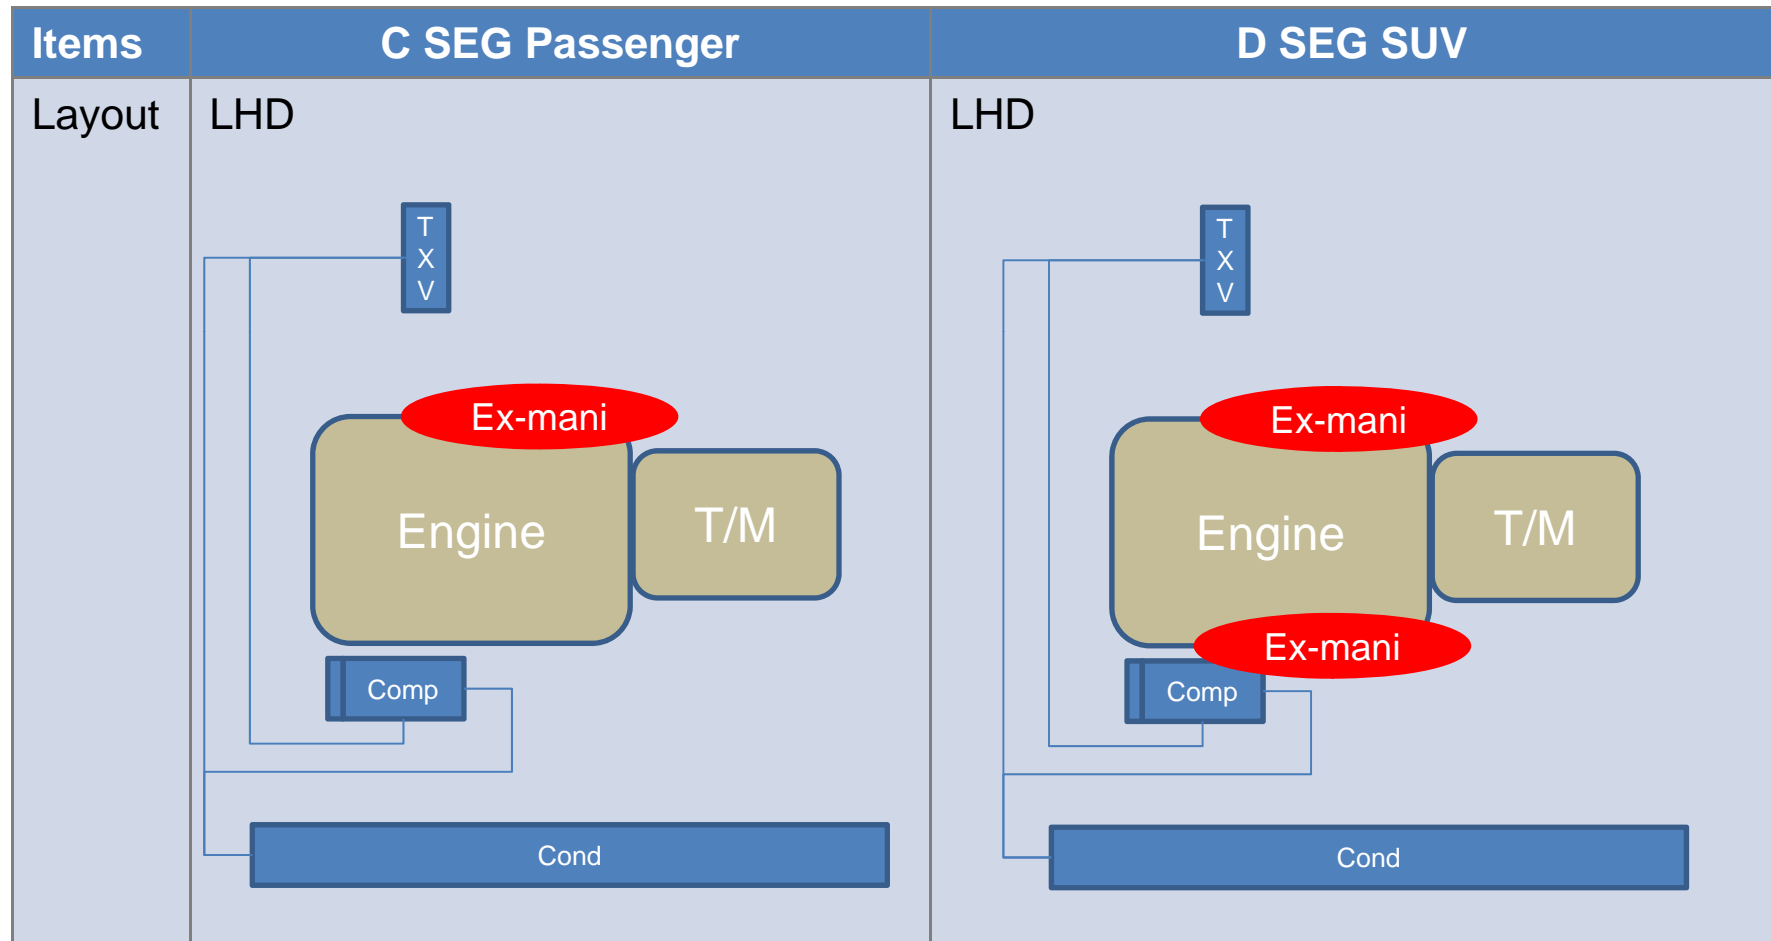 Items
C SEG Passenger
D SEG SUV
Layout
LHD
T
X
V
Ex-mani
Engine
T/M
Comp
Cond
LHD
T
X
V
Ex-mani
Engine
T/M
Ex-mani
Comp
Cond